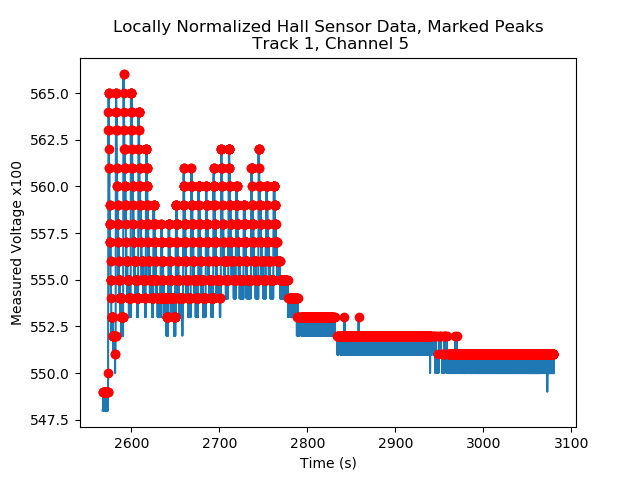 Locally Normalized Hall Sensor Data, Marked Peaks
Track 1, Channel 5
565.0
562.5
560.0
557.5
555.0
552.5
550.0
547.5
Measured Voltage x100
2600 2700 2800 2900 3000 3100
Time (s)